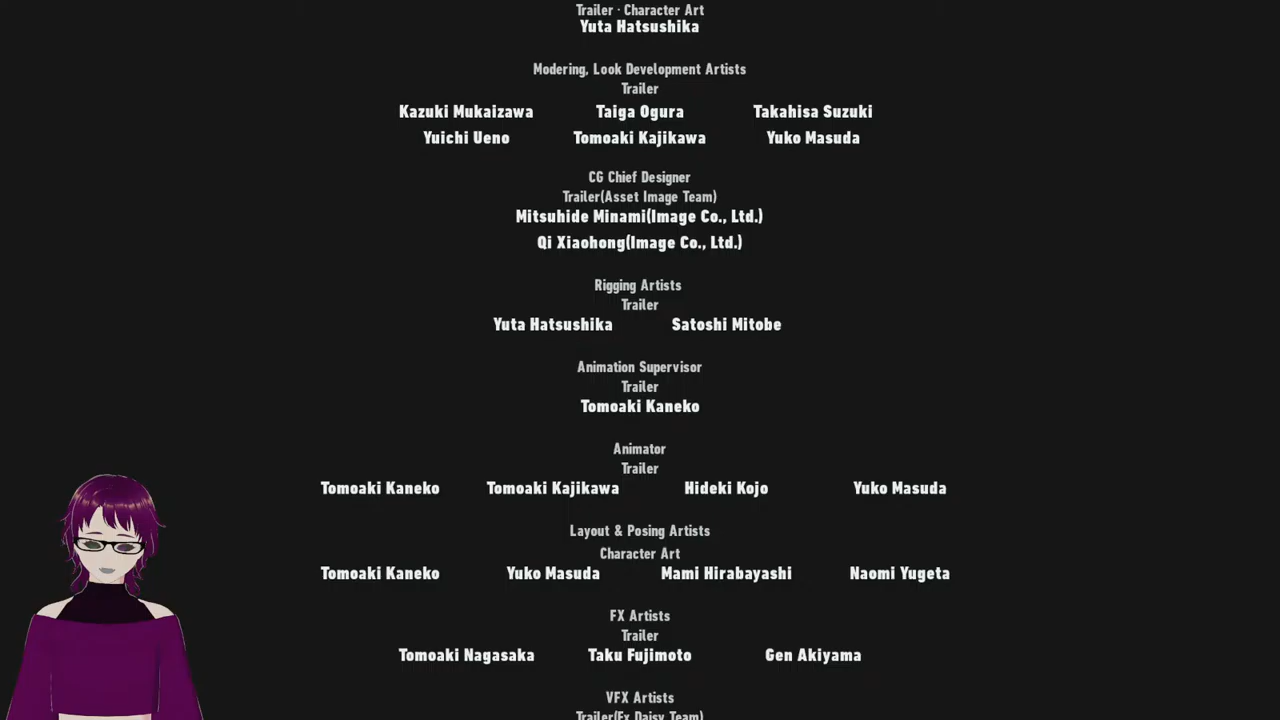 Trailer · Character Art
Yuta Hatsushika
Modering, Look Development Artists
Trailer
Kazuki Mukaizawa Taiga Ogura Takahisa Suzuki
Yuichi Ueno Tomoaki Kajikawa Yuko Masuda
CG Chief Designer
Trailer(Asset Image Team)
Mitsuhide Minami(Image Co., Ltd.)
Qi Xiaohong(Image Co., Ltd.)
Rigging Artists
Trailer
Yuta Hatsushika Satoshi Mitobe
Animation Supervisor
Trailer
Tomoaki Kaneko
Animator
Trailer
Tomoaki Kaneko Tomoaki Kajikawa Hideki Kojo Yuko Masuda
Layout & Posing Artists
Character Art
Tomoaki Kaneko Yuko Masuda Mami Hirabayashi Naomi Yugeta
FX Artists
Trailer
Tomoaki Nagasaka Taku Fujimoto Gen Akiyama
VFX Artists
Trailer(Fx Daisy Team)